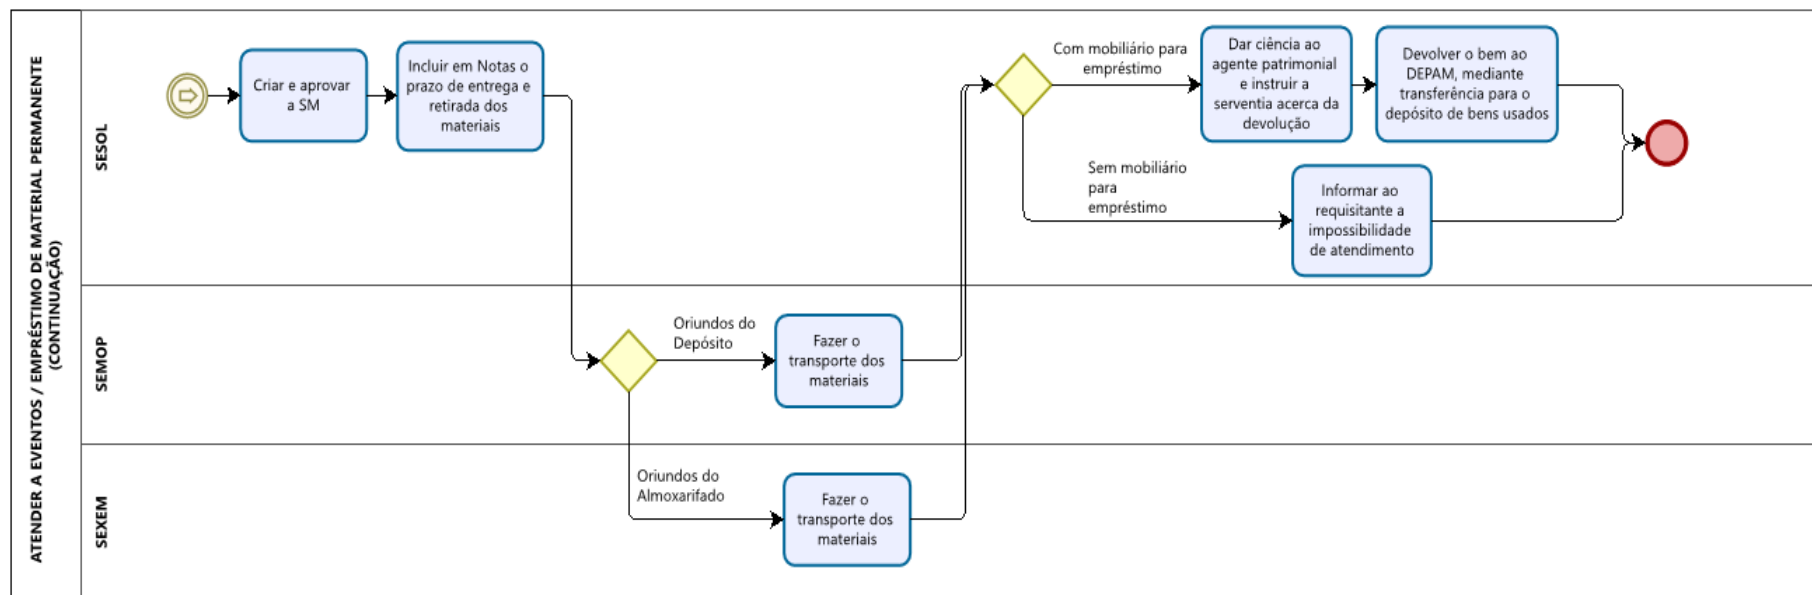 ATENDER A EVENTOS / EMPRÉSTIMO DE MATERIAL PERMANENTE
(CONTINUAÇÃO)
SESOL
Criar e aprovar
a SM
Incluir em Notas o
prazo de entrega e
retirada dos
materiais
Com mobiliário para
empréstimo
Dar ciência ao
agente patrimonial
e instruir a
serventia acerca da
devolução
Devolver o bem ao
DEPAM, mediante
transferência para o
depósito de bens usados
Sem mobiliário
para
empréstimo
Informar ao
requisitante a
impossibilidade
de atendimento
SEMOP
Oriundos do
Depósito
Fazer o
transporte dos
materiais
SEXEM
Oriundos do
Almoxarifado
Fazer o
transporte dos
materiais